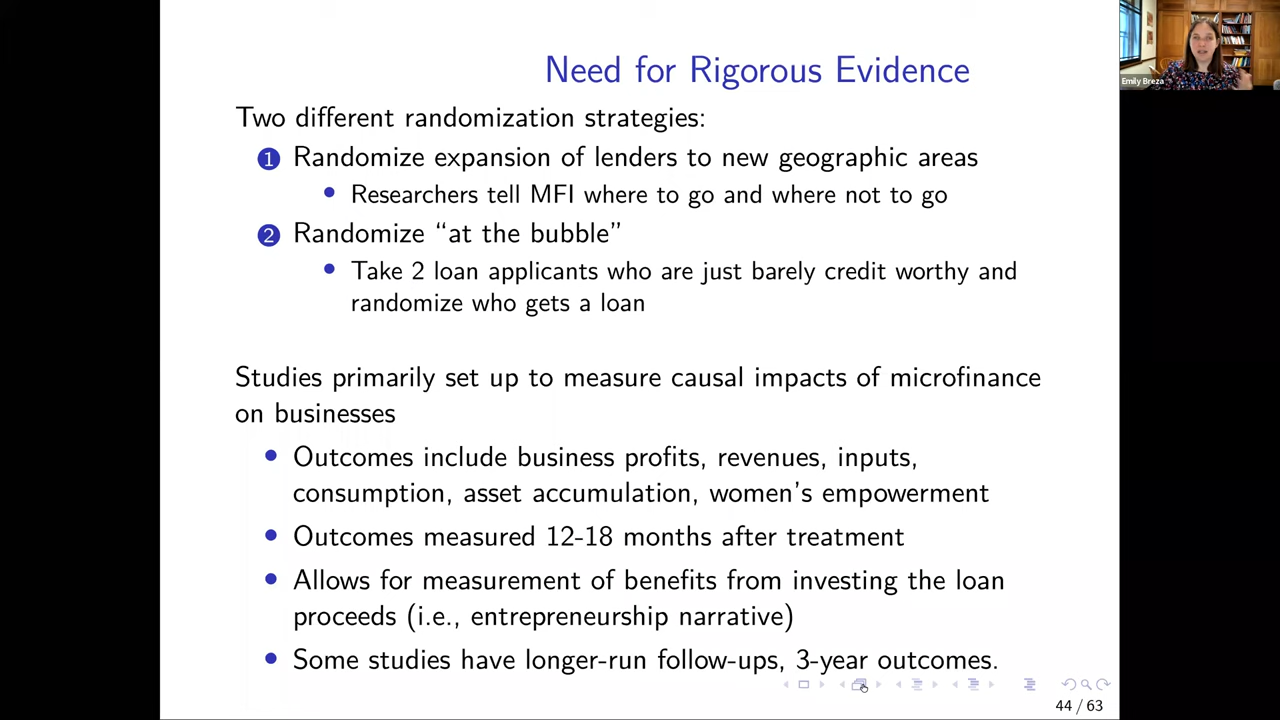 Need for Rigorous Evidence
Emily Breza
Two different randomization strategies:
1 Randomize expansion of lenders to new geographic areas
• Researchers tell MFI where to go and where not to go
2 Randomize “at the bubble”
• Take 2 loan applicants who are just barely credit worthy and
randomize who gets a loan
Studies primarily set up to measure causal impacts of microfinance
on businesses
• Outcomes include business profits, revenues, inputs,
consumption, asset accumulation, women’s empowerment
• Outcomes measured 12-18 months after treatment
• Allows for measurement of benefits from investing the loan
proceeds (i.e., entrepreneurship narrative)
• Some studies have longer-run follow-ups, 3-year outcomes.
44 / 63